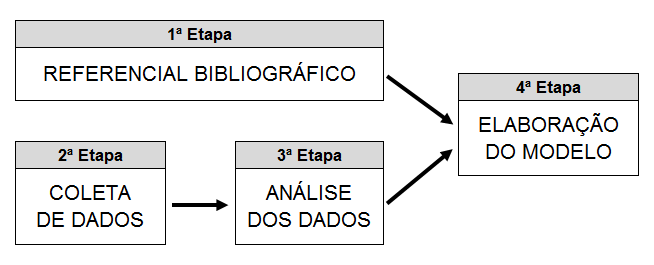 1ª Etapa
REFERENCIAL BIBLIOGRÁFICO
2ª Etapa
COLETA
DE DADOS
3ª Etapa
ANÁLISE
DOS DADOS
4ª Etapa
ELABORAÇÃO
DO MODELO